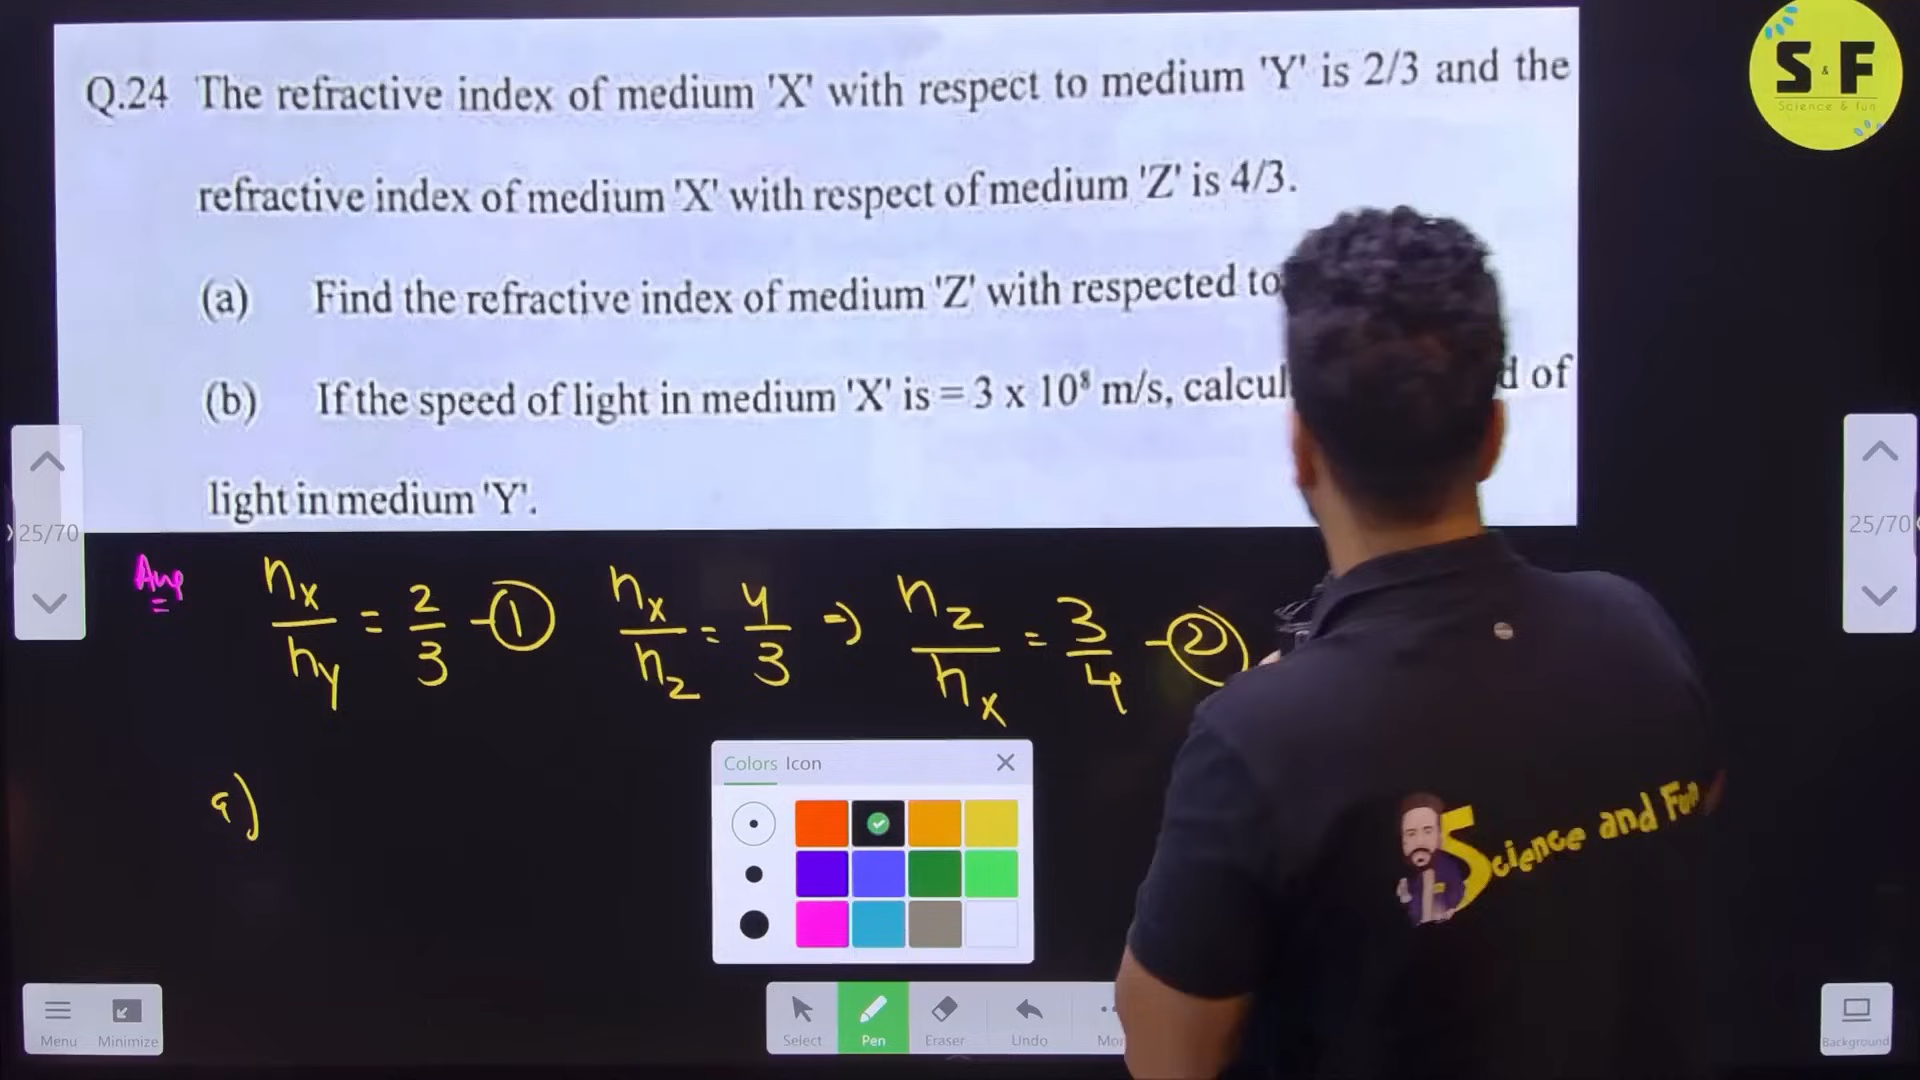 Q.24 The refractive index of medium 'X' with respect to medium 'Y' is 2/3 and the
refractive index of medium 'X' with respect of medium 'Z' is 4/3.
(a) Find the refractive index of medium 'Z' with respected to
(b) If the speed of light in medium 'X' is = 3 x 10⁸ m/s, calcul d of
light in medium 'Y'.
S & F
Science & fun
25/70
25/70
Ans
nx/ny = 2/3 - ① nx/nz = 4/3 => nz/nx = 3/4 - ②
a)
Colors Icon
Science and Fun
Menu Minimize Select Pen Eraser Undo Mor Background